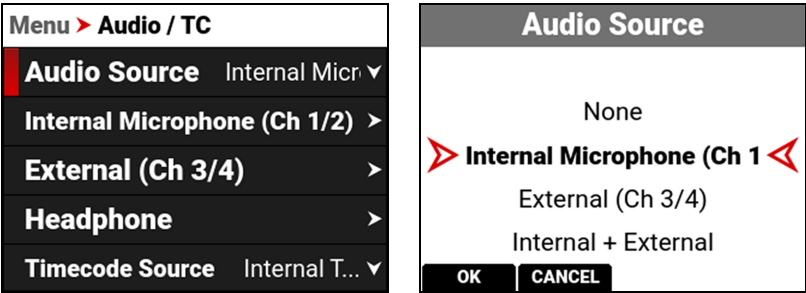 Menu ➤ Audio / TC
Audio Source Internal Micr
Internal Microphone (Ch 1/2)
External (Ch 3/4)
Headphone
Timecode Source Internal T...
Audio Source
None
Internal Microphone (Ch 1
External (Ch 3/4)
Internal + External
OK CANCEL